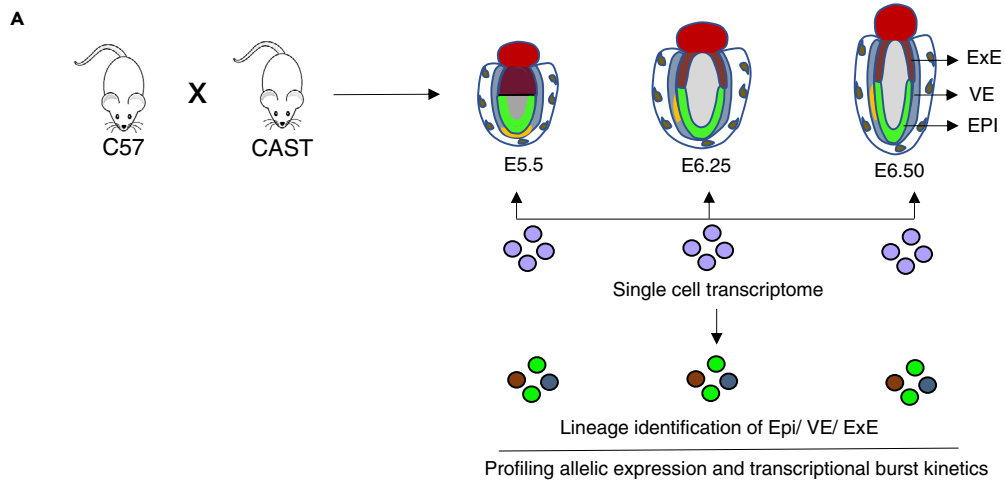 A
C57
X
CAST
E5.5
E6.25
E6.50
ExE
VE
EPI
Single cell transcriptome
Lineage identification of Epi/ VE/ ExE
Profiling allelic expression and transcriptional burst kinetics